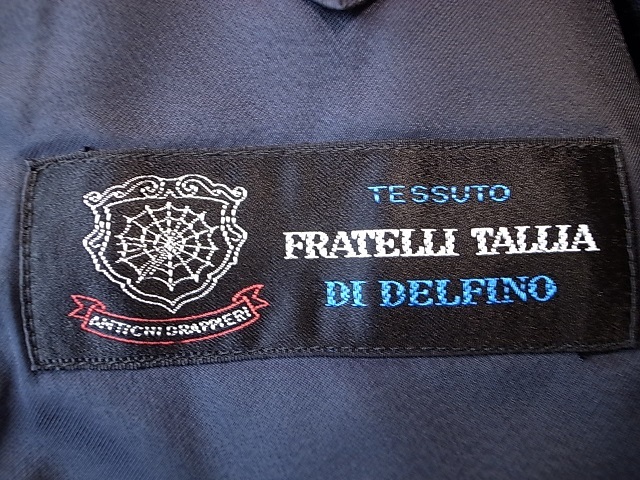 TESSUTO
FRATELLI TALLIA
DI DELFINO
ANTICHI DRAPPIERI